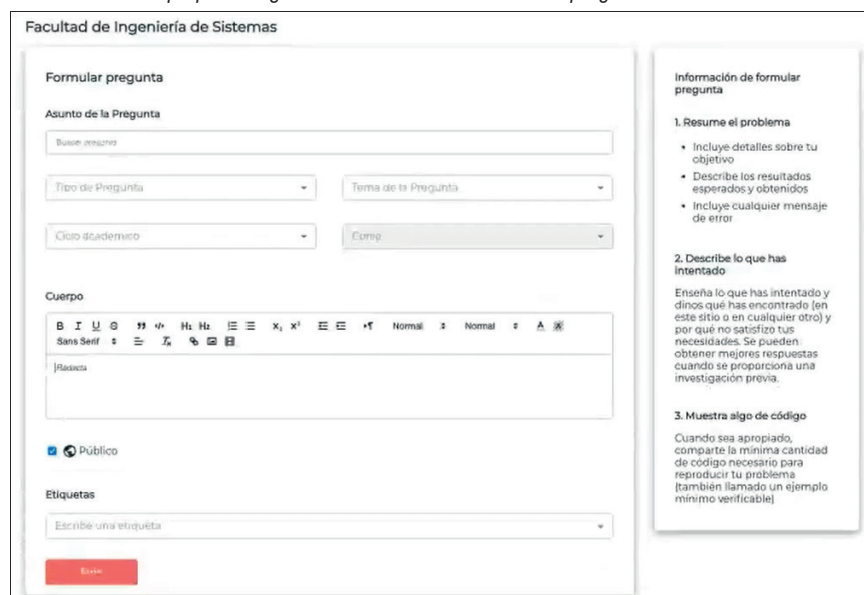 Facultad de Ingeniería de Sistemas
Formular pregunta
Asunto de la Pregunta
Buscar pregunta
Tipo de Pregunta
Tema de la Pregunta
Ciclo académico
Curso
Cuerpo
B I U S H₁ H₂ X₂ X² Normal Normal A
Sans Serif
Redacta
Público
Etiquetas
Escribe una etiqueta
Enviar
Información de formular
pregunta
1. Resume el problema
• Incluye detalles sobre tu
objetivo
• Describe los resultados
esperados y obtenidos
• Incluye cualquier mensaje
de error
2. Describe lo que has
intentado
Enseña lo que has intentado y
dinos qué has encontrado (en
este sitio o en cualquier otro) y
por qué no satisfizo tus
necesidades. Se pueden
obtener mejores respuestas
cuando se proporciona una
investigación previa.
3. Muestra algo de código
Cuando sea apropiado,
comparte la mínima cantidad
de código necesario para
reproducir tu problema
(también llamado un ejemplo
mínimo verificable)